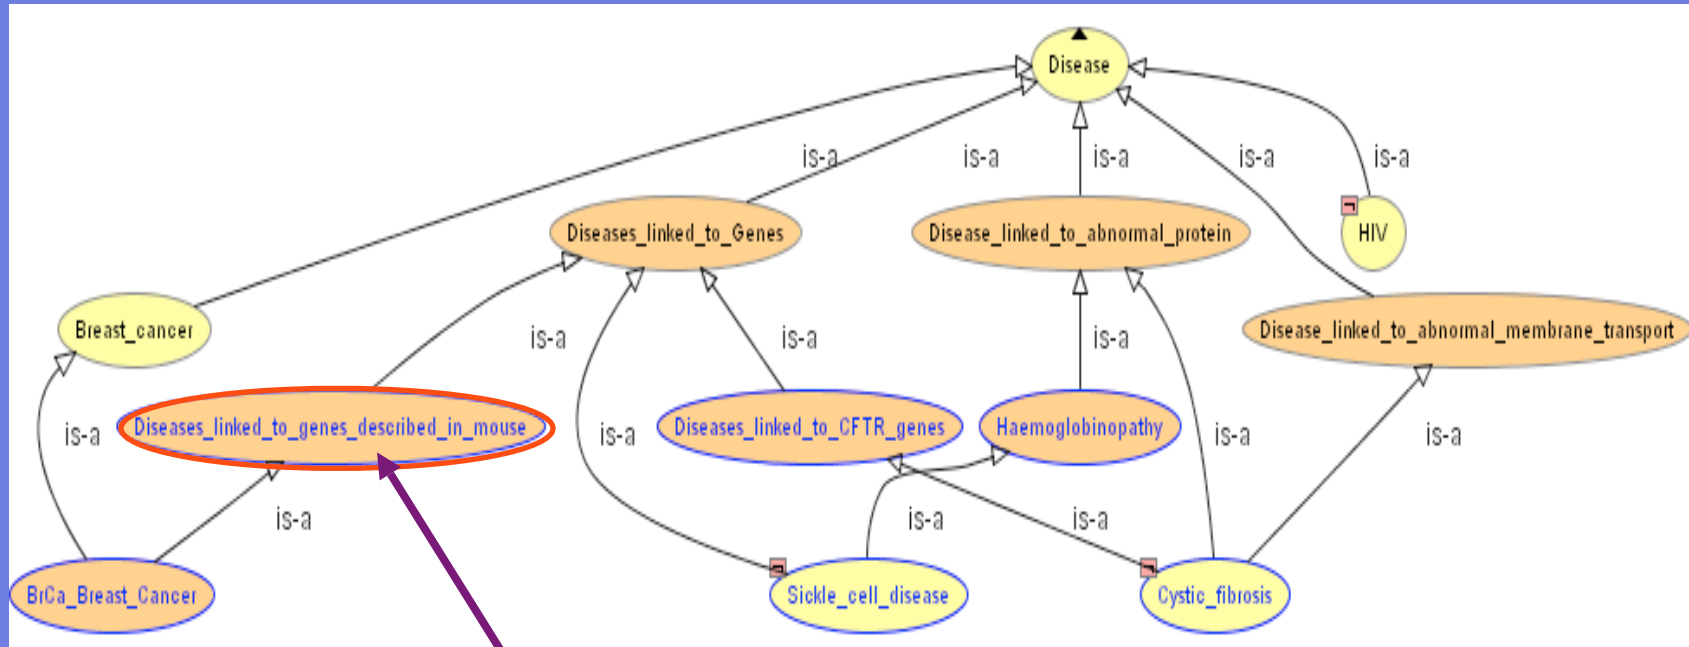 Disease
is-a
is-a
is-a
is-a
is-a
Diseases_linked_to_Genes
Disease_linked_to_abnormal_protein
HIV
Breast_cancer
Disease_linked_to_abnormal_membrane_transport
is-a
is-a
is-a
Diseases_linked_to_genes_described_in_mouse
Diseases_linked_to_CFTR_genes
Haemoglobinopathy
is-a
is-a
is-a
is-a
is-a
is-a
is-a
BrCa_Breast_Cancer
Sickle_cell_disease
Cystic_fibrosis